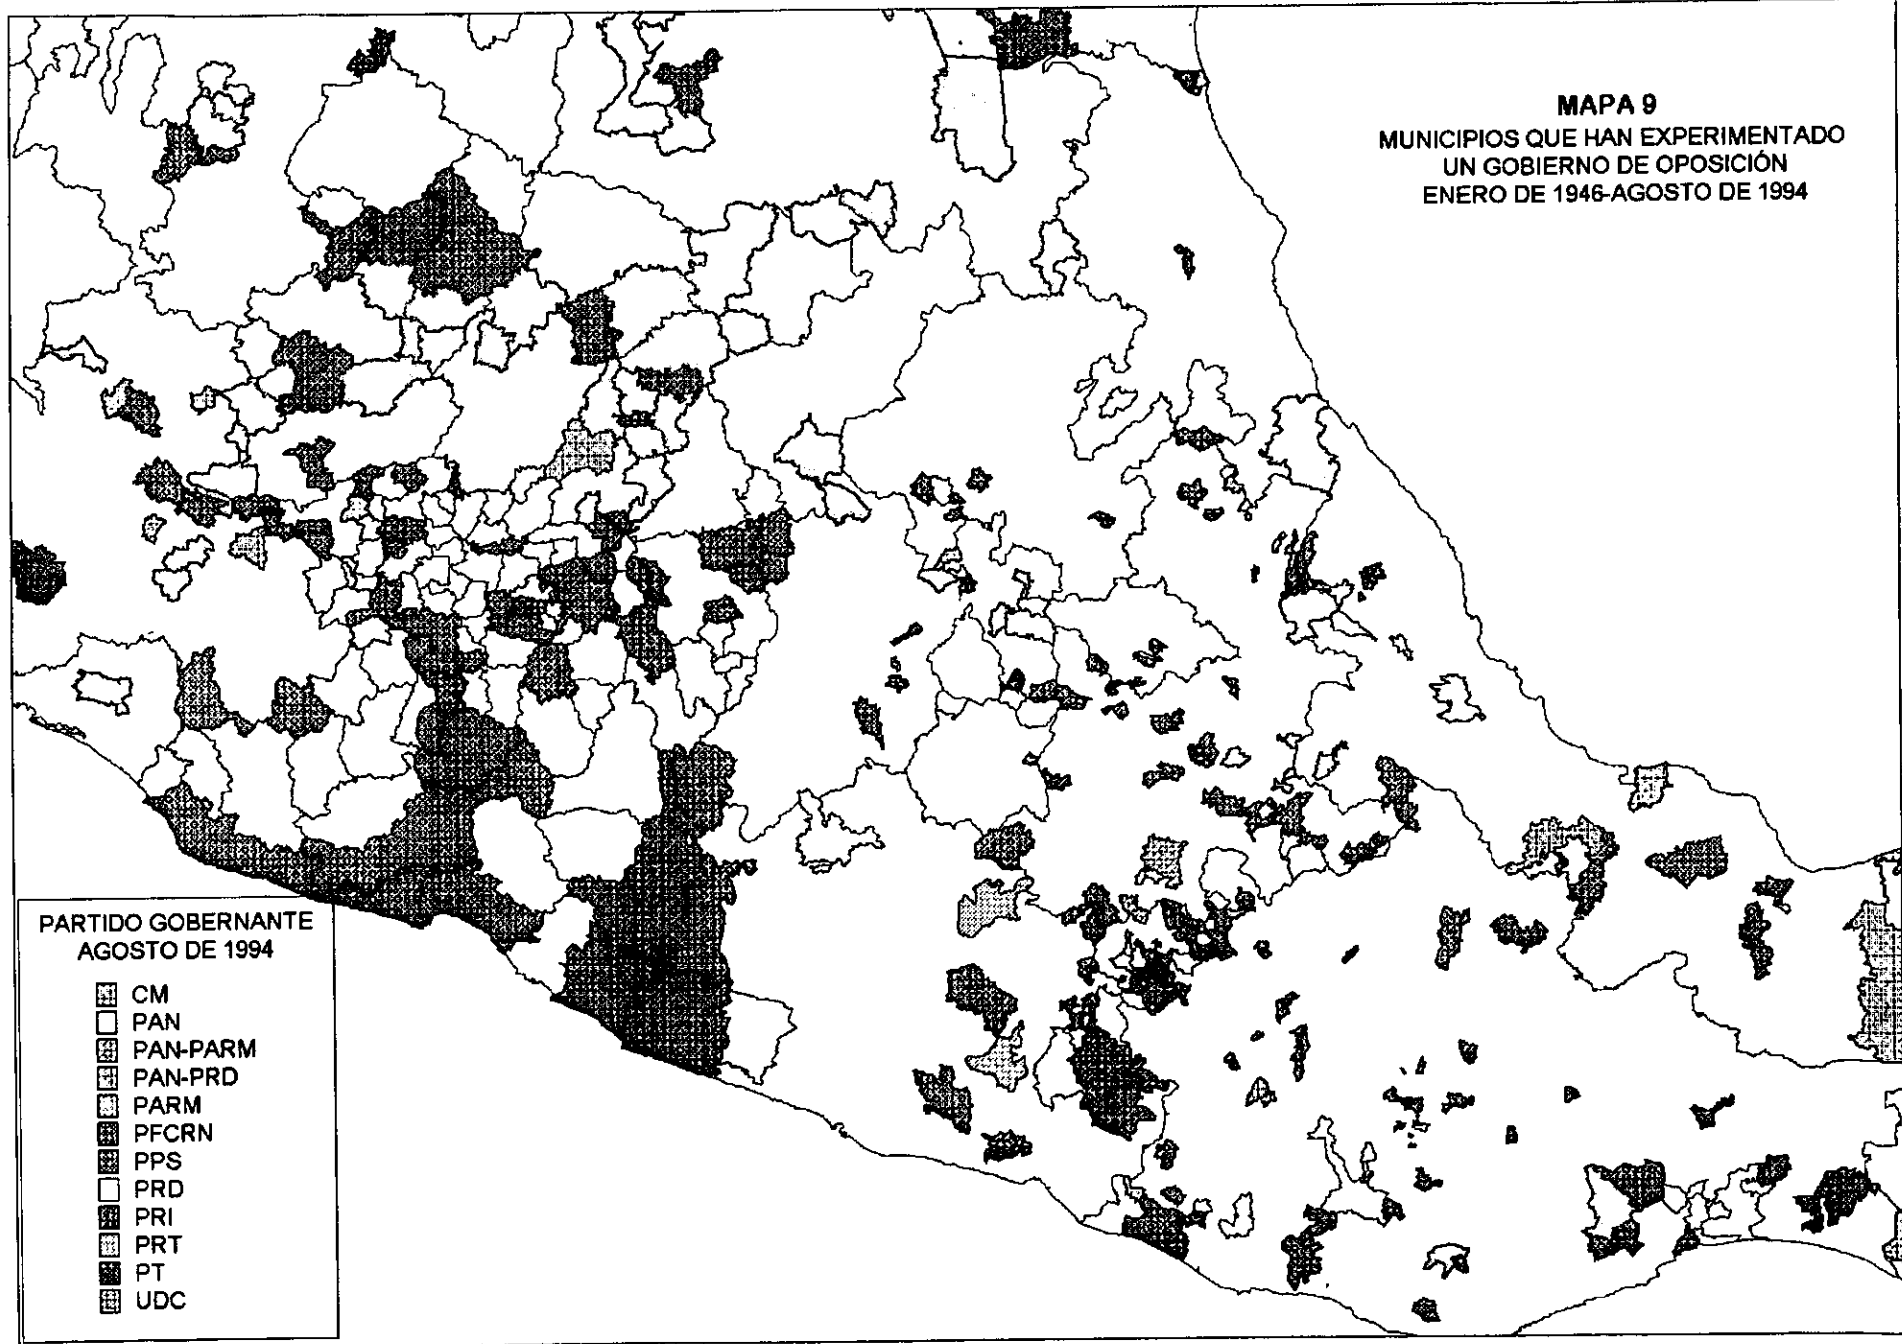 MAPA 9
MUNICIPIOS QUE HAN EXPERIMENTADO
UN GOBIERNO DE OPOSICIÓN
ENERO DE 1946-AGOSTO DE 1994
PARTIDO GOBERNANTE
AGOSTO DE 1994
CM
PAN
PAN-PARM
PAN-PRD
PARM
PFCRN
PPS
PRD
PRI
PRT
PT
UDC